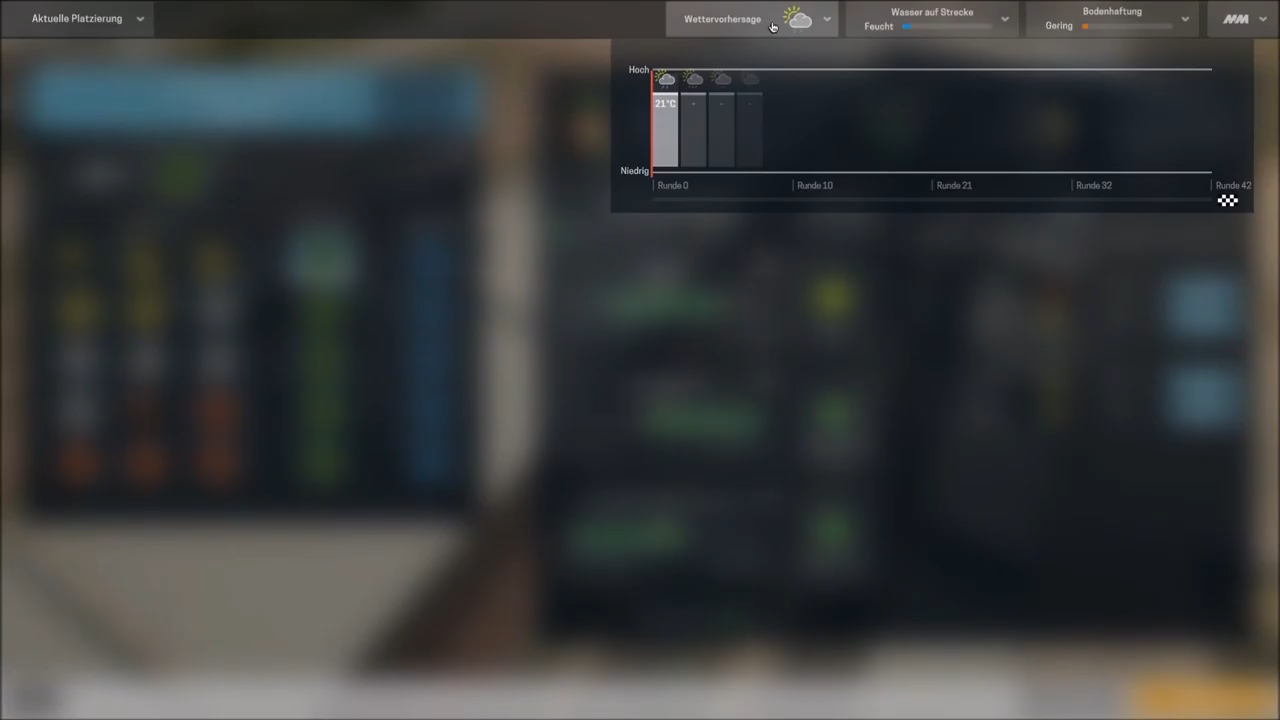 Aktuelle Platzierung
Wettervorhersage
Wasser auf Strecke
Feucht
Bodenhaftung
Gering
Hoch
21°C - - -
Niedrig
Runde 0 Runde 10 Runde 21 Runde 32 Runde 42